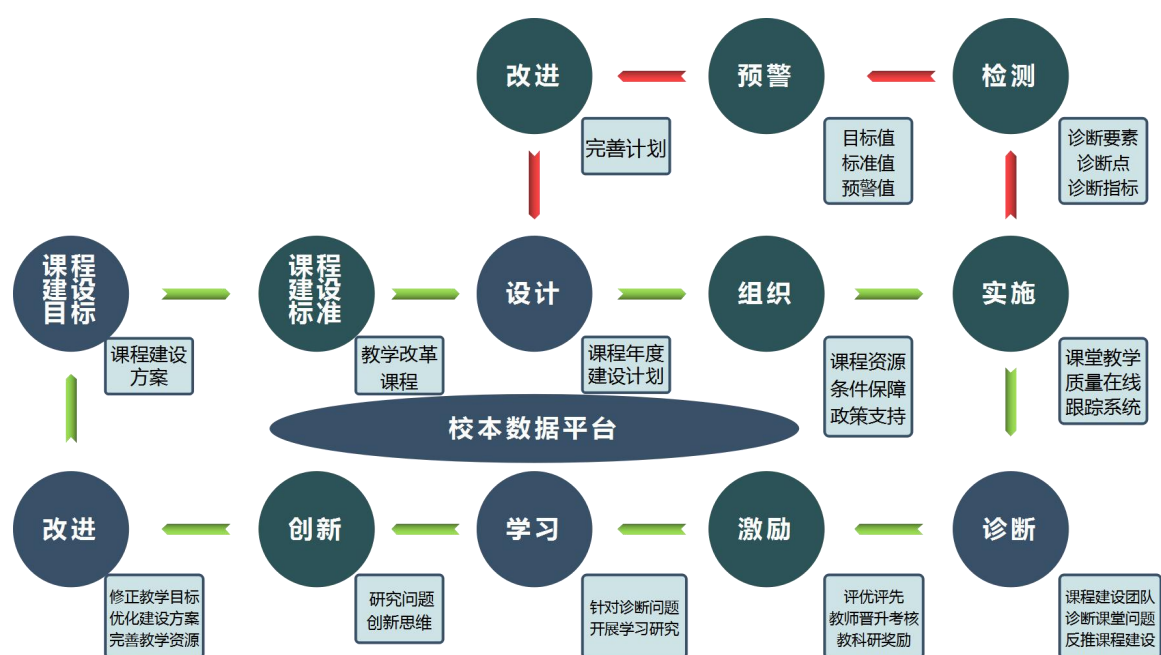 改进
预警
检测
完善计划
目标值
标准值
预警值
诊断要素
诊断点
诊断指标
课程
建设
目标
课程
建设
标准
设计
组织
实施
课程建设
方案
教学改革
课程
课程年度
建设计划
课程资源
条件保障
政策支持
课堂教学
质量在线
跟踪系统
校本数据平台
改进
创新
学习
激励
诊断
修正教学目标
优化建设方案
完善教学资源
研究问题
创新思维
针对诊断问题
开展学习研究
评优评先
教师晋升考核
教科研奖励
课程建设团队
诊断课堂问题
反推课程建设